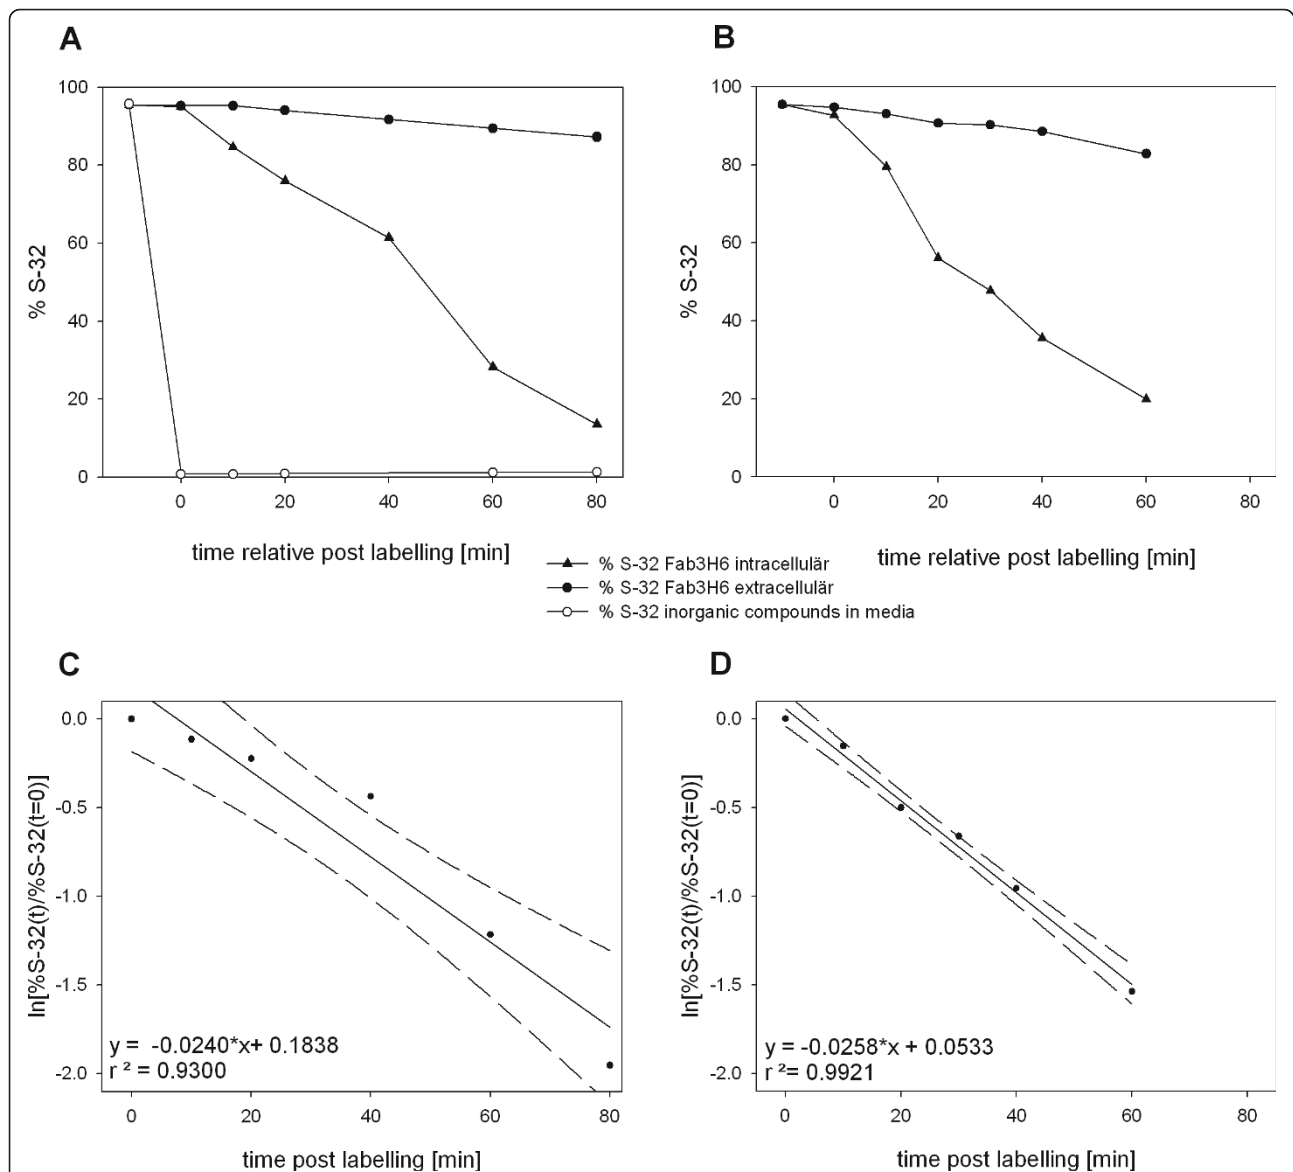 A
B
100
80
60
40
20
0
% S-32
0
20
40
60
80
time relative post labelling [min]
100
80
60
40
20
0
% S-32
0
20
40
60
80
time relative post labelling [min]
% S-32 Fab3H6 intracellulär
% S-32 Fab3H6 extracellulär
% S-32 inorganic compounds in media
C
D
0.0
-0.5
-1.0
-1.5
-2.0
ln[%S-32(t)/%S-32(t=0)]
y = -0.0240*x+ 0.1838
r ² = 0.9300
0
20
40
60
80
time post labelling [min]
0.0
-0.5
-1.0
-1.5
-2.0
ln[%S-32(t)/%S-32(t=0)]
y = -0.0258*x + 0.0533
r ²= 0.9921
0
20
40
60
80
time post labelling [min]